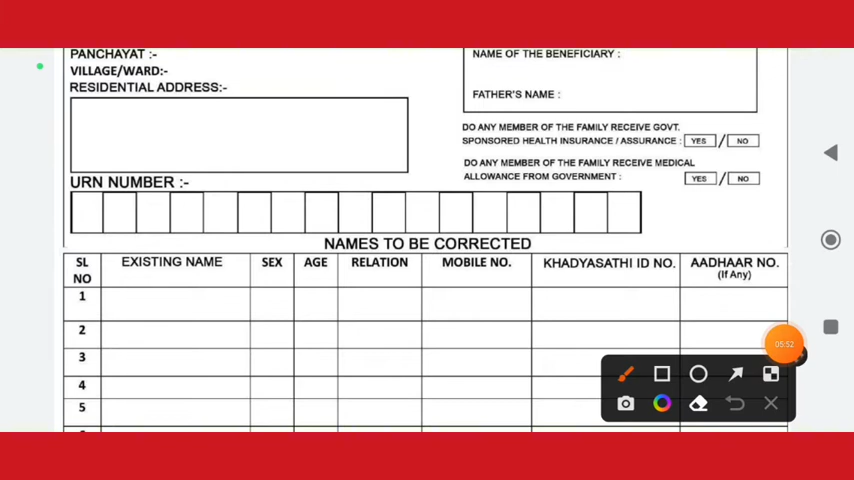 PANCHAYAT :-
VILLAGE/WARD:-
RESIDENTIAL ADDRESS:-
NAME OF THE BENEFICIARY :
FATHER'S NAME :
DO ANY MEMBER OF THE FAMILY RECEIVE GOVT.
SPONSORED HEALTH INSURANCE / ASSURANCE : YES / NO
DO ANY MEMBER OF THE FAMILY RECEIVE MEDICAL
ALLOWANCE FROM GOVERNMENT : YES / NO
URN NUMBER :-
NAMES TO BE CORRECTED
SL NO EXISTING NAME SEX AGE RELATION MOBILE NO. KHADYASATHI ID NO. AADHAAR NO. (If Any)
1
2
3
4
5
05:52